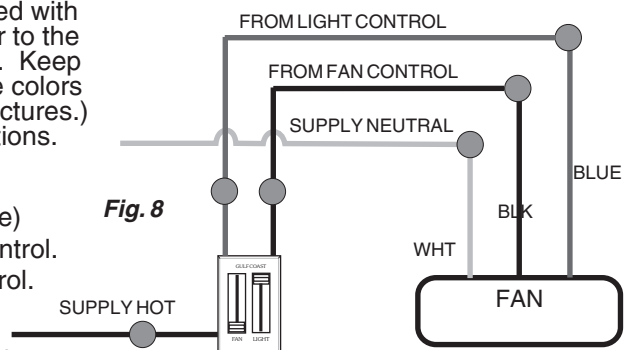 ed with
r to the
. Keep
e colors
ctures.)
tions.
e)
ntrol.
rol.
Fig. 8
FROM LIGHT CONTROL
FROM FAN CONTROL
SUPPLY NEUTRAL
BLUE
BLK
WHT
FAN
SUPPLY HOT
GULF COAST
FAN LIGHT